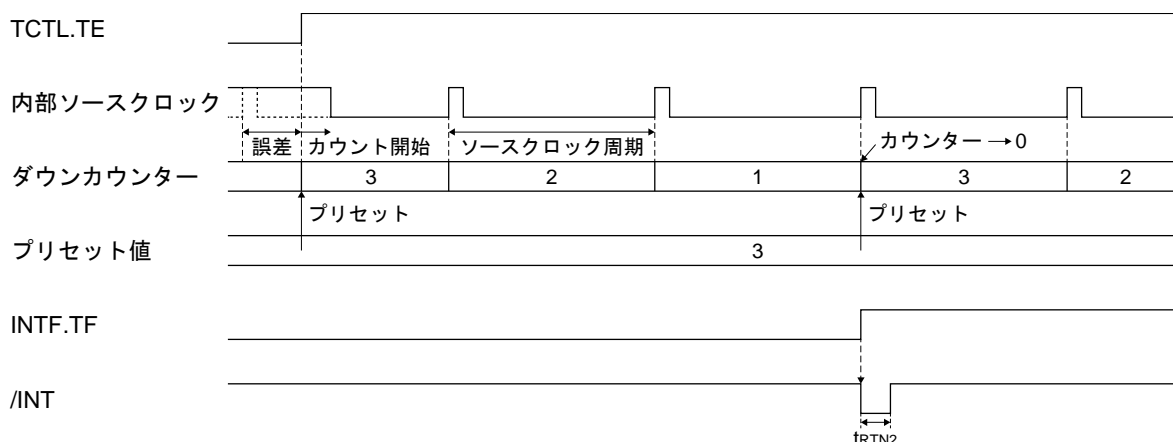 TCTL.TE
内部ソースクロック
誤差 カウント開始 ソースクロック周期 カウンター→0
ダウンカウンター 3 2 1 3 2
プリセット プリセット
プリセット値 3
INTF.TF
/INT
tRTN2